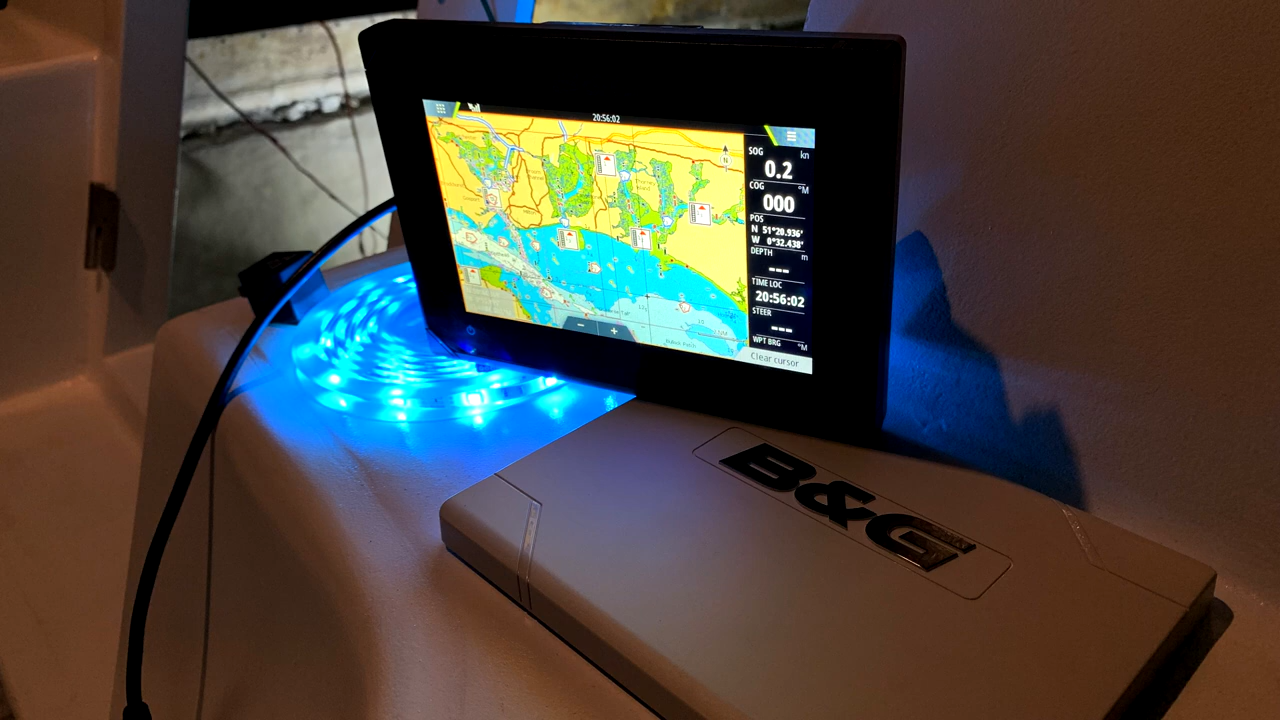 20:56:02
SOG
kn
0.2
COG
°M
000
POS
N 51°20.936'
W 0°32.438'
DEPTH
m
---
TIME LOC
20:56:02
STEER
---
WPT BRG
°M
Clear cursor
N
− +
B&G